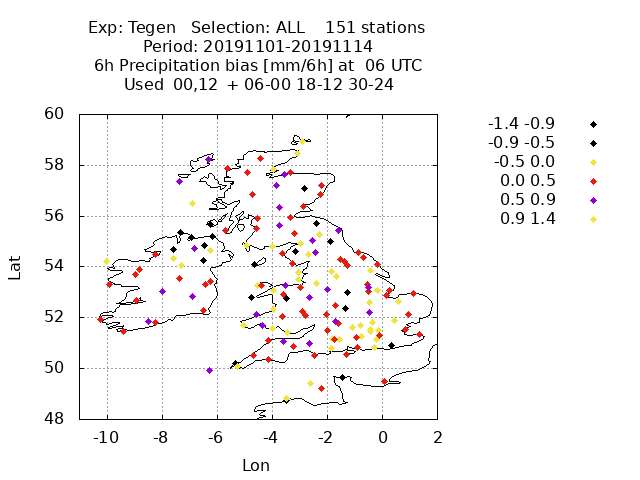 Exp: Tegen Selection: ALL 151 stations
Period: 20191101-20191114
6h Precipitation bias [mm/6h] at 06 UTC
Used 00,12 + 06-00 18-12 30-24
-1.4 -0.9
-0.9 -0.5
-0.5 0.0
0.0 0.5
0.5 0.9
0.9 1.4
60
58
56
54
52
50
48
Lat
-10 -8 -6 -4 -2 0 2
Lon